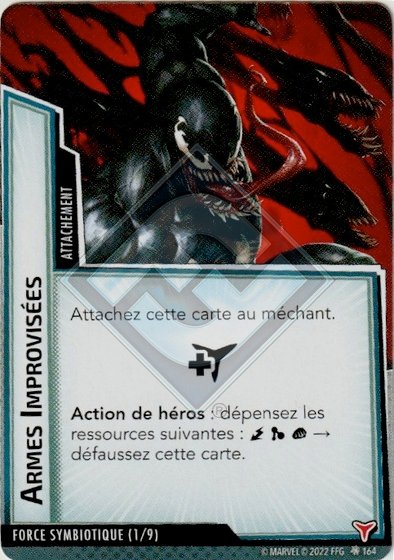 ATTACHEMENT
ARMES IMPROVISÉES
Attachez cette carte au méchant.
Action de héros : dépensez les
ressources suivantes : →
défaussez cette carte.
FORCE SYMBIOTIQUE (1/9)
© MARVEL © 2022 FFG 164